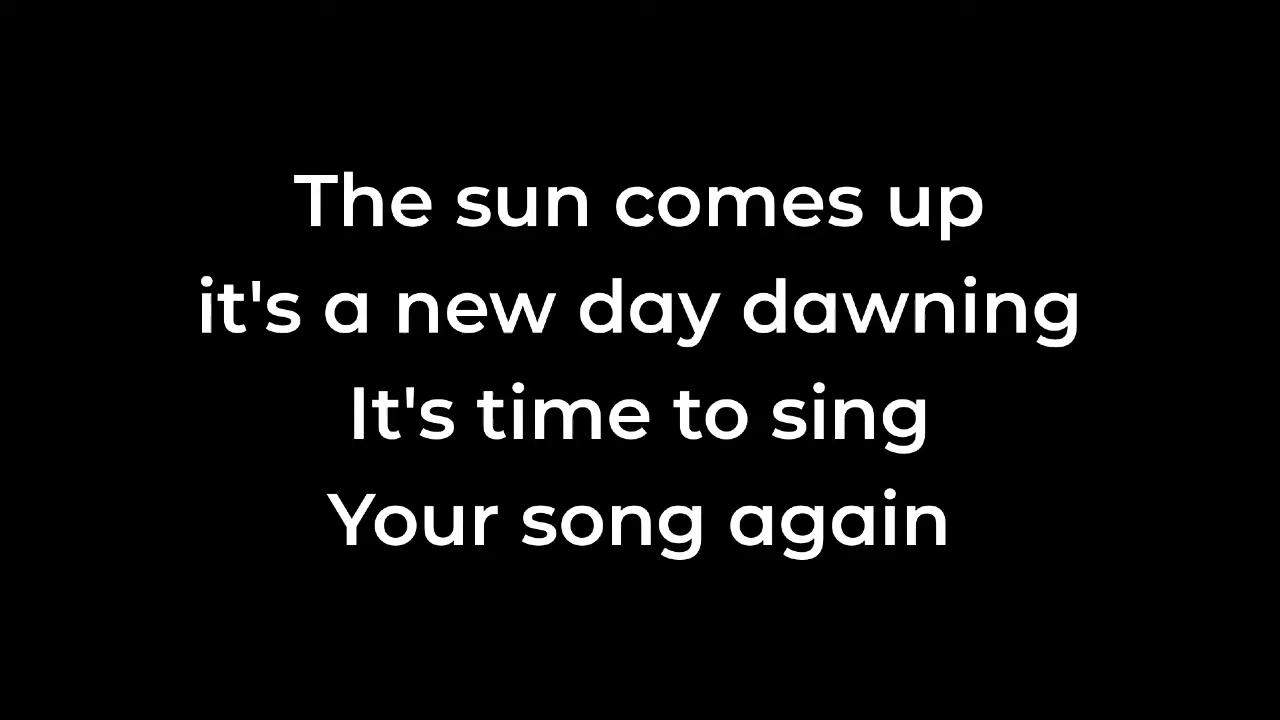 The sun comes up
it's a new day dawning
It's time to sing
Your song again